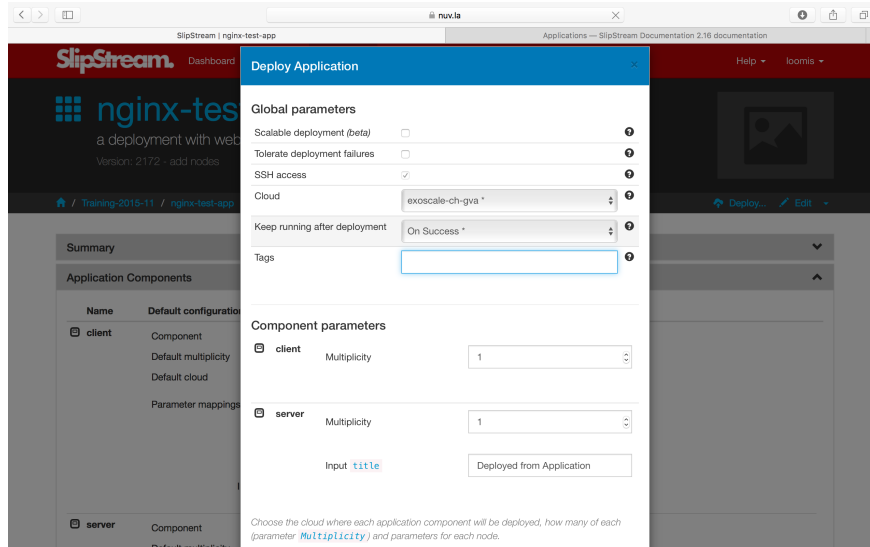 nuv.la
SlipStream | nginx-test-app
Applications — SlipStream Documentation 2.16 documentation
SlipStream.
Dashboard
Help
loomis
nginx-tes
a deployment with web
Version: 2172 - add nodes
/ Training-2015-11 / nginx-test-app
Deploy...
Edit
Summary
Application Components
Name Default configuration
client
Component
Default multiplicity
Default cloud
Parameter mappings
I
server
Component
Deploy Application
×
Global parameters
Scalable deployment (beta)
Tolerate deployment failures
SSH access
Cloud
exoscale-ch-gva *
Keep running after deployment
On Success *
Tags
Component parameters
client
Multiplicity
1
server
Multiplicity
1
Input title
Deployed from Application
Choose the cloud where each application component will be deployed, how many of each
(parameter Multiplicity) and parameters for each node.